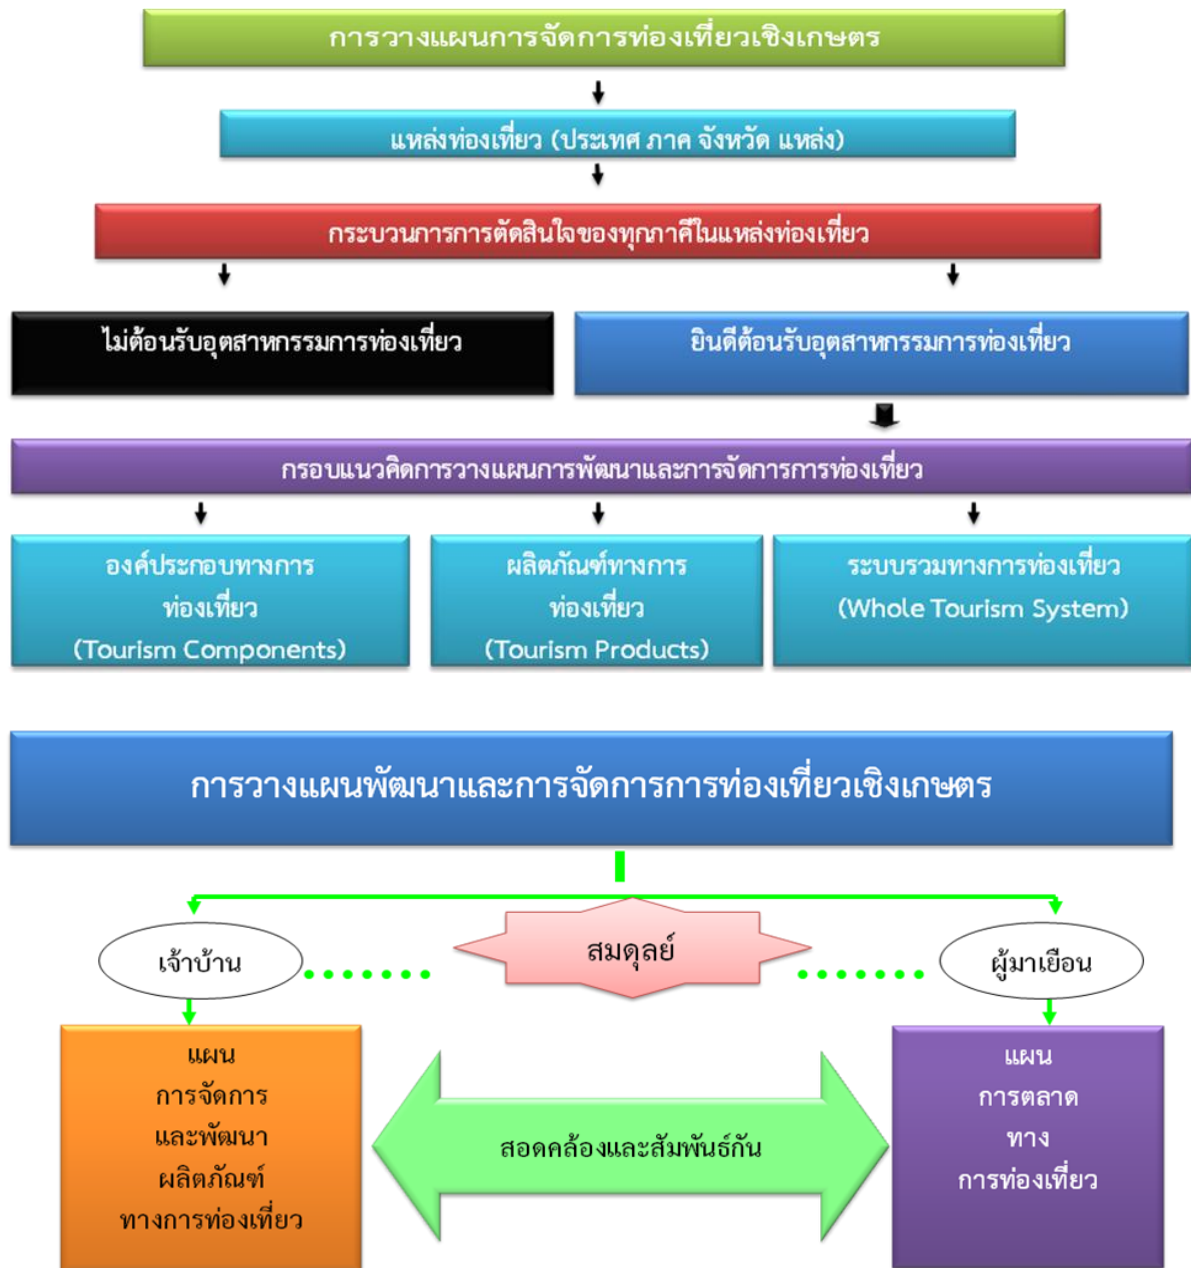 การวางแผนการจัดการท่องเที่ยวเชิงเกษตร
แหล่งท่องเที่ยว (ประเทศ ภาค จังหวัด แหล่ง)
กระบวนการการตัดสินใจของทุกภาคีในแหล่งท่องเที่ยว
ไม่ต้อนรับอุตสาหกรรมการท่องเที่ยว
ยินดีต้อนรับอุตสาหกรรมการท่องเที่ยว
กรอบแนวคิดการวางแผนการพัฒนาและการจัดการการท่องเที่ยว
องค์ประกอบทางการ
ท่องเที่ยว
(Tourism Components)
ผลิตภัณฑ์ทางการ
ท่องเที่ยว
(Tourism Products)
ระบบรวมทางการท่องเที่ยว
(Whole Tourism System)
การวางแผนพัฒนาและการจัดการการท่องเที่ยวเชิงเกษตร
เจ้าบ้าน
สมดุลย์
ผู้มาเยือน
แผน
การจัดการ
และพัฒนา
ผลิตภัณฑ์
ทางการท่องเที่ยว
สอดคล้องและสัมพันธ์กัน
แผน
การตลาด
ทาง
การท่องเที่ยว